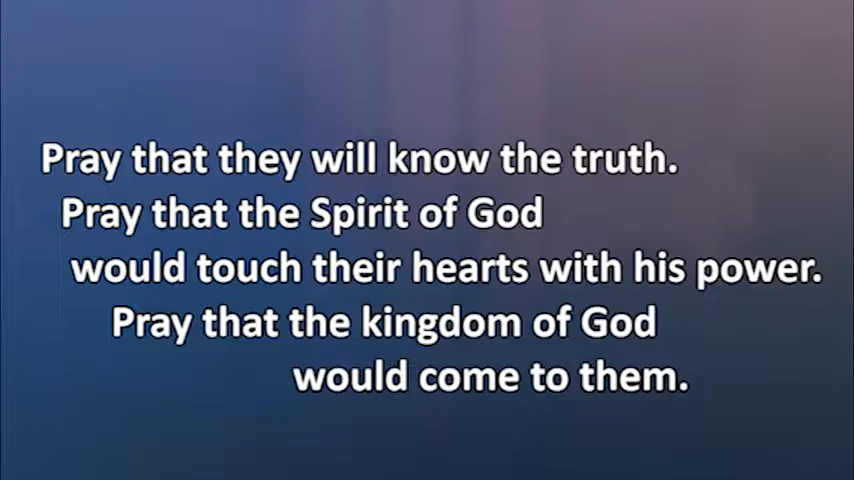 Pray that they will know the truth.
Pray that the Spirit of God
would touch their hearts with his power.
Pray that the kingdom of God
would come to them.